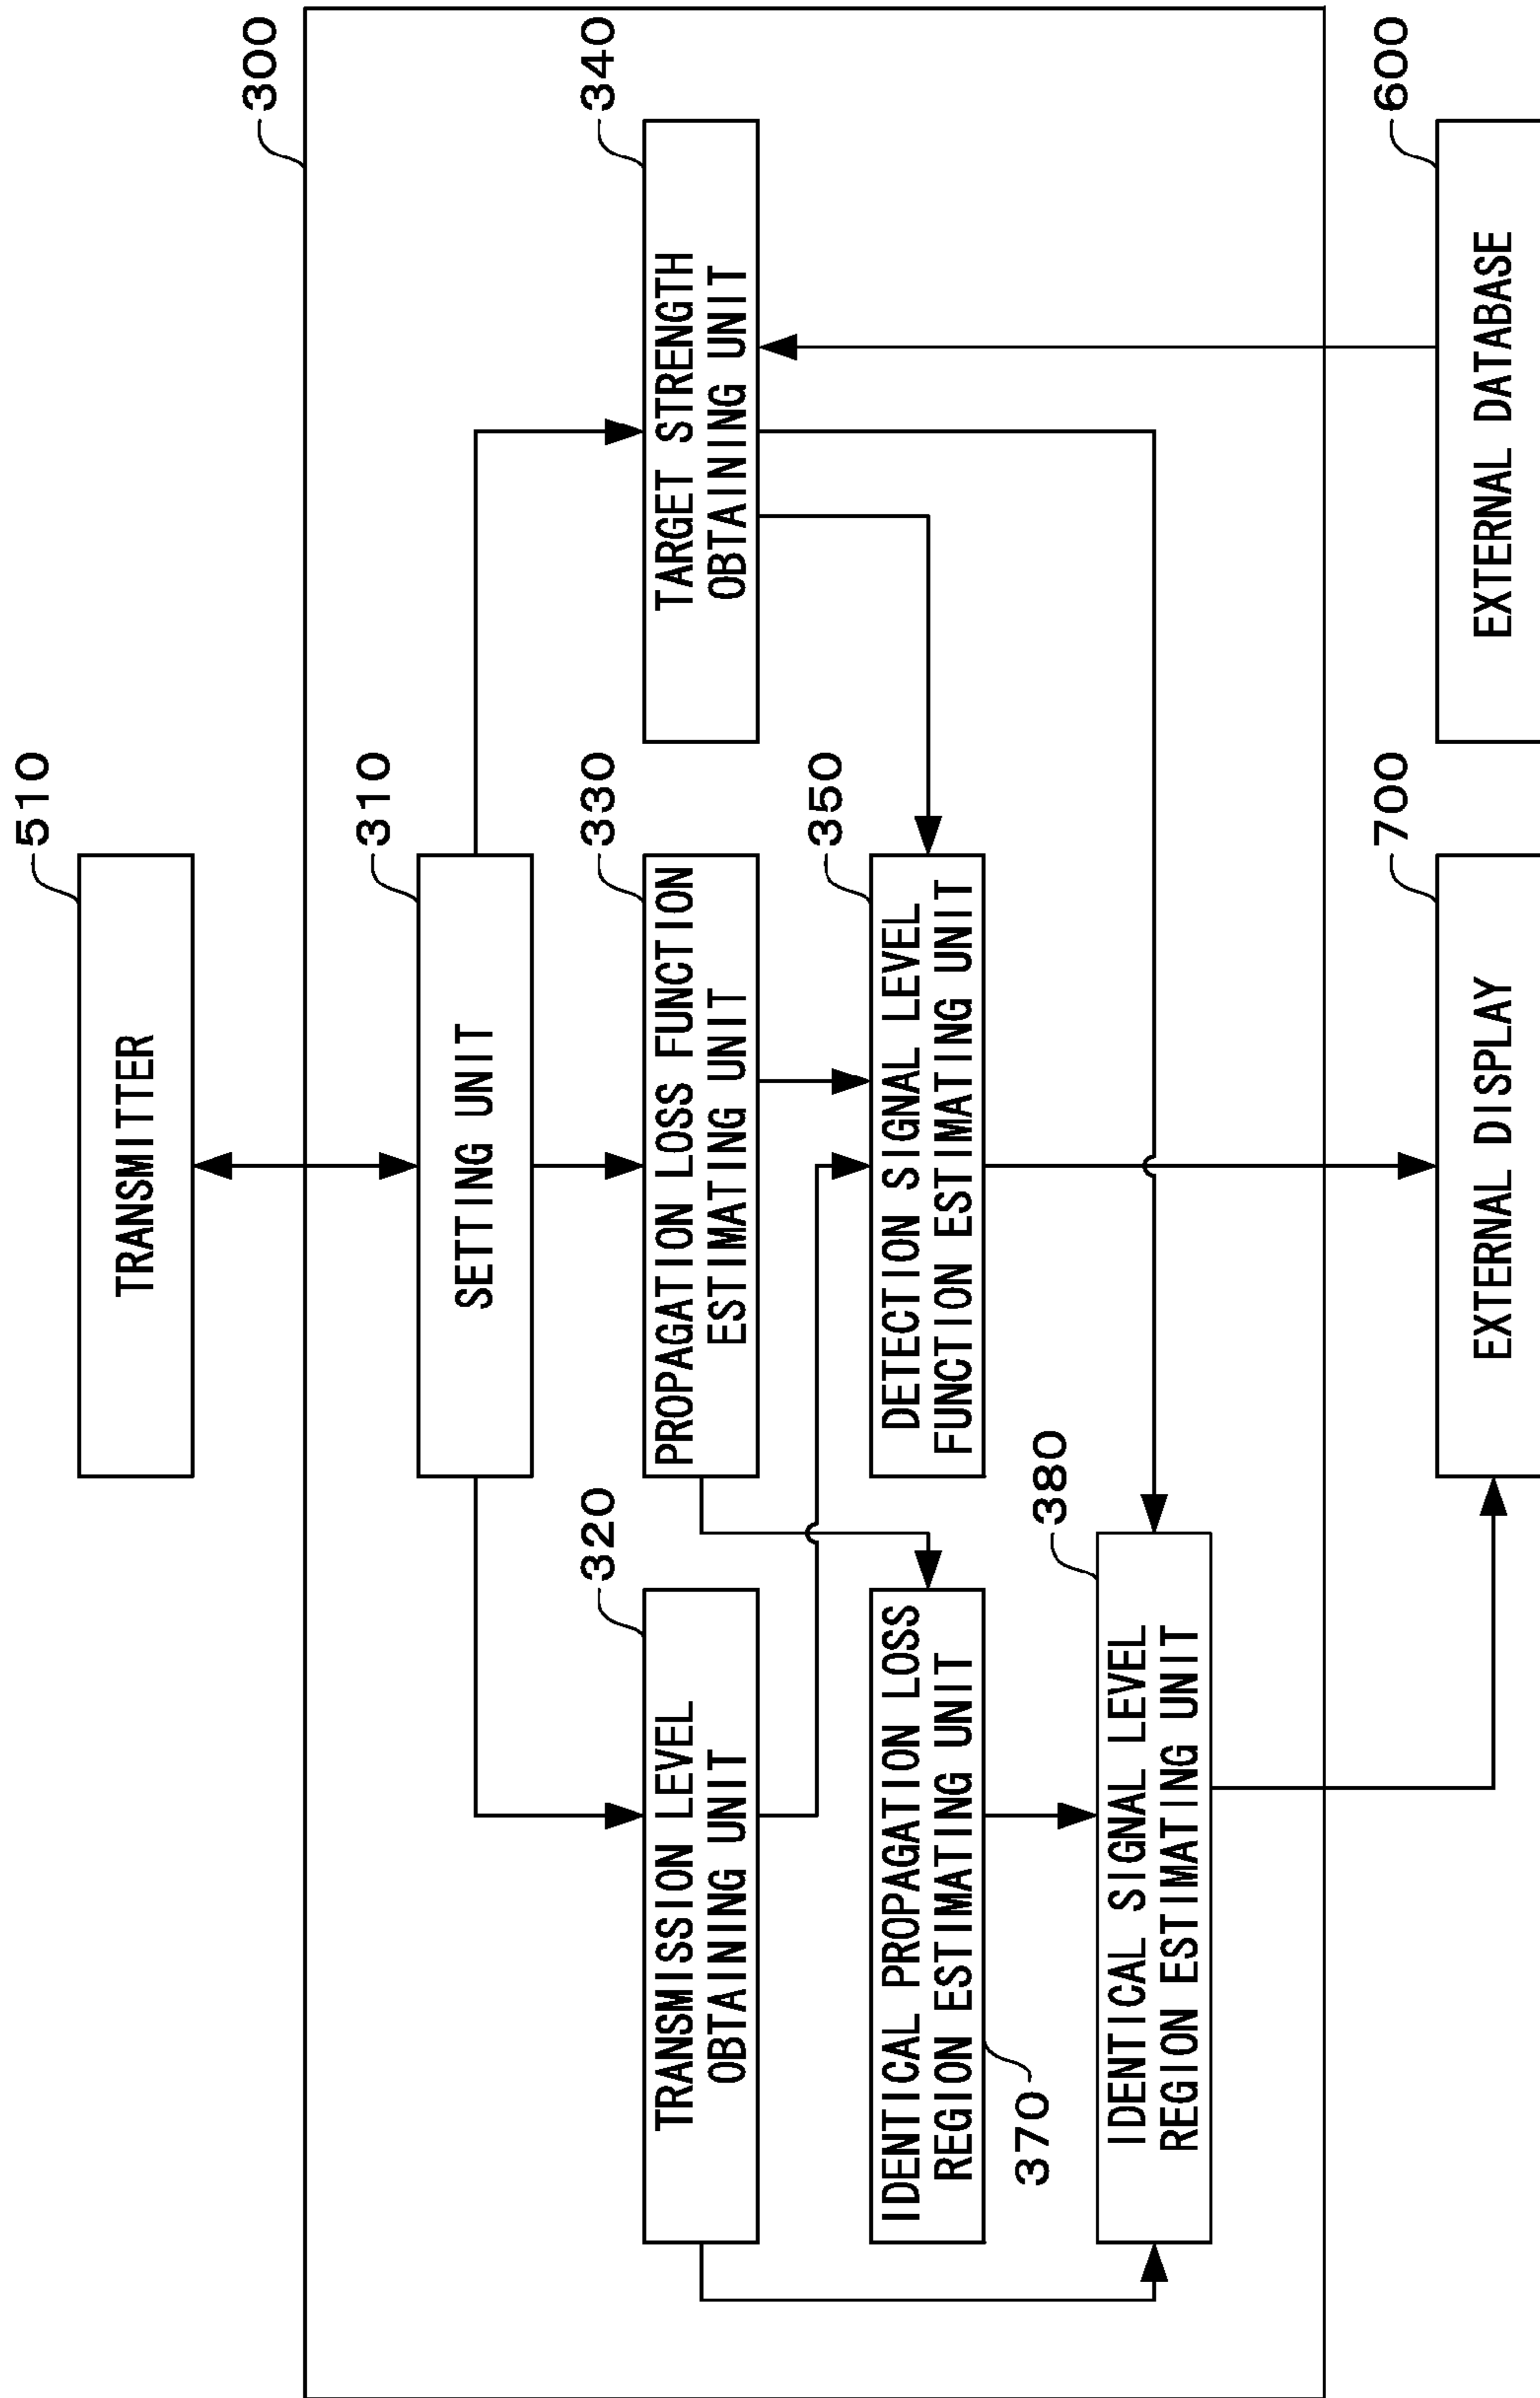 510
TRANSMITTER
300
310
SETTING UNIT
320
TRANSMISSION LEVEL
OBTAINING UNIT
330
PROPAGATION LOSS FUNCTION
ESTIMATING UNIT
340
TARGET STRENGTH
OBTAINING UNIT
IDENTICAL PROPAGATION LOSS
REGION ESTIMATING UNIT
370
350
DETECTION SIGNAL LEVEL
FUNCTION ESTIMATING UNIT
380
IDENTICAL SIGNAL LEVEL
REGION ESTIMATING UNIT
700
EXTERNAL DISPLAY
600
EXTERNAL DATABASE